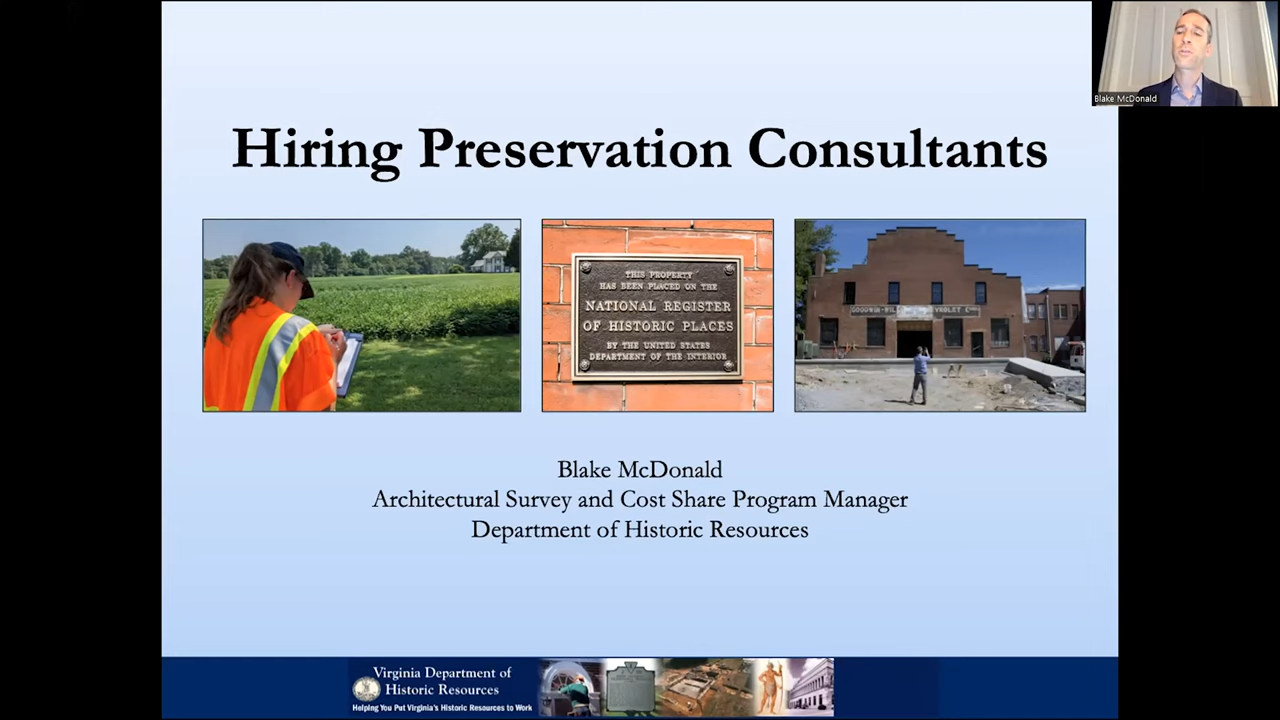 Blake McDonald
Hiring Preservation Consultants
THIS PROPERTY
HAS BEEN PLACED ON THE
NATIONAL REGISTER
OF HISTORIC PLACES
BY THE UNITED STATES
DEPARTMENT OF THE INTERIOR
Blake McDonald
Architectural Survey and Cost Share Program Manager
Department of Historic Resources
Virginia Department of
Historic Resources
Helping You Put Virginia's Historic Resources to Work